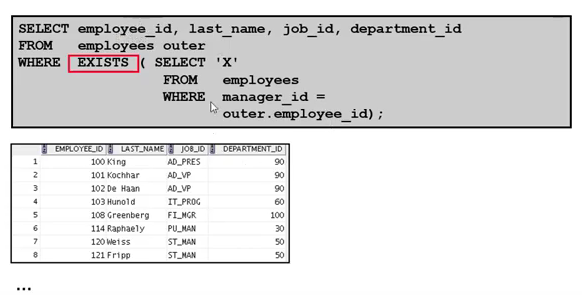 SELECT employee_id, last_name, job_id, department_id
FROM employees outer
WHERE EXISTS ( SELECT 'X'
FROM employees
WHERE manager_id =
outer.employee_id);
EMPLOYEE_ID LAST_NAME JOB_ID DEPARTMENT_ID
1 100 King AD_PRES 90
2 101 Kochhar AD_VP 90
3 102 De Haan AD_VP 90
4 103 Hunold IT_PROG 60
5 108 Greenberg FI_MGR 100
6 114 Raphaely PU_MAN 30
7 120 Weiss ST_MAN 50
8 121 Fripp ST_MAN 50
...